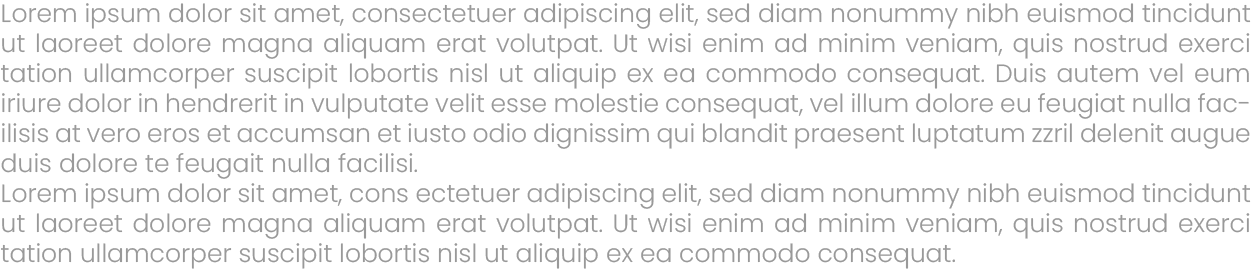 Lorem ipsum dolor sit amet, consectetuer adipiscing elit, sed diam nonummy nibh euismod tincidunt
ut laoreet dolore magna aliquam erat volutpat. Ut wisi enim ad minim veniam, quis nostrud exerci
tation ullamcorper suscipit lobortis nisl ut aliquip ex ea commodo consequat. Duis autem vel eum
iriure dolor in hendrerit in vulputate velit esse molestie consequat, vel illum dolore eu feugiat nulla fac-
ilisis at vero eros et accumsan et iusto odio dignissim qui blandit praesent luptatum zzril delenit augue
duis dolore te feugait nulla facilisi.
Lorem ipsum dolor sit amet, cons ectetuer adipiscing elit, sed diam nonummy nibh euismod tincidunt
ut laoreet dolore magna aliquam erat volutpat. Ut wisi enim ad minim veniam, quis nostrud exerci
tation ullamcorper suscipit lobortis nisl ut aliquip ex ea commodo consequat.